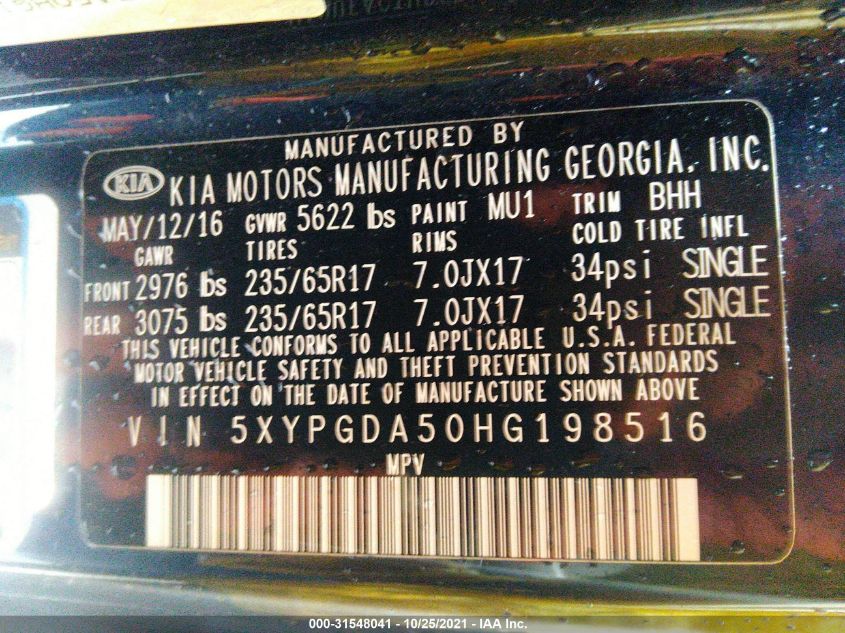 MANUFACTURED BY
KIA KIA MOTORS MANUFACTURING GEORGIA, INC.
MAY/12/16 GVWR 5622 lbs PAINT MU1 TRIM BHH
GAWR TIRES RIMS COLD TIRE INFL
FRONT 2976 lbs 235/65R17 7.0JX17 34psi SINGLE
REAR 3075 lbs 235/65R17 7.0JX17 34psi SINGLE
THIS VEHICLE CONFORMS TO ALL APPLICABLE U.S.A. FEDERAL
MOTOR VEHICLE SAFETY AND THEFT PREVENTION STANDARDS
IN EFFECT ON THE DATE OF MANUFACTURE SHOWN ABOVE
VIN 5XYPGDA50HG198516
MPV
000-31548041 - 10/25/2021 - IAA Inc.